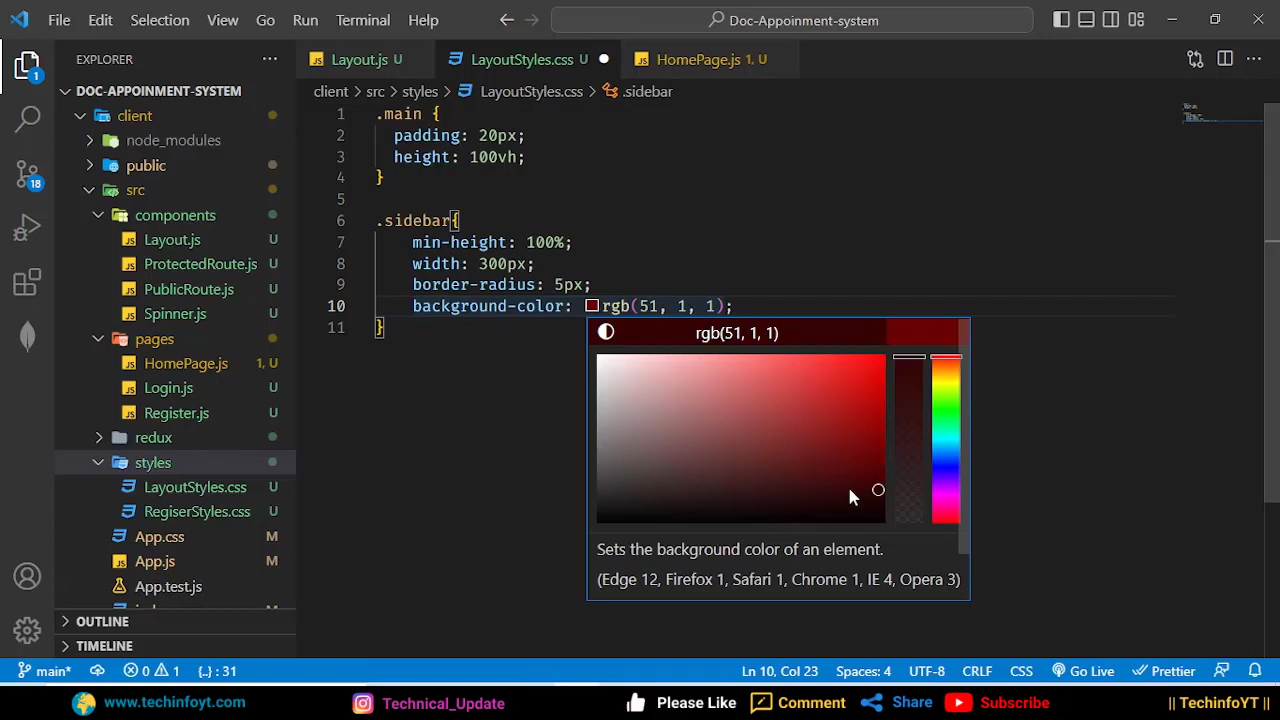 File Edit Selection View Go Run Terminal Help
Doc-Appoinment-system
EXPLORER
Layout.js U
LayoutStyles.css U
HomePage.js 1, U
DOC-APPOINMENT-SYSTEM
client > src > styles > LayoutStyles.css > .sidebar
client
node_modules
public
src
components
Layout.js U
ProtectedRoute.js U
PublicRoute.js U
Spinner.js U
pages
HomePage.js 1, U
Login.js U
Register.js U
redux
styles
LayoutStyles.css U
RegiserStyles.css U
App.css M
App.js M
App.test.js
OUTLINE
TIMELINE
1
18
1 .main {
2 padding: 20px;
3 height: 100vh;
4 }
5
6 .sidebar{
7 min-height: 100%;
8 width: 300px;
9 border-radius: 5px;
10 background-color: rgb(51, 1, 1);
11 }
rgb(51, 1, 1)
Sets the background color of an element.
(Edge 12, Firefox 1, Safari 1, Chrome 1, IE 4, Opera 3)
main* 0 1 {..} : 31 Ln 10, Col 23 Spaces: 4 UTF-8 CRLF CSS Go Live Prettier
www.techinfoyt.com Technical_Update Please Like Comment Share Subscribe || TechinfoYT ||